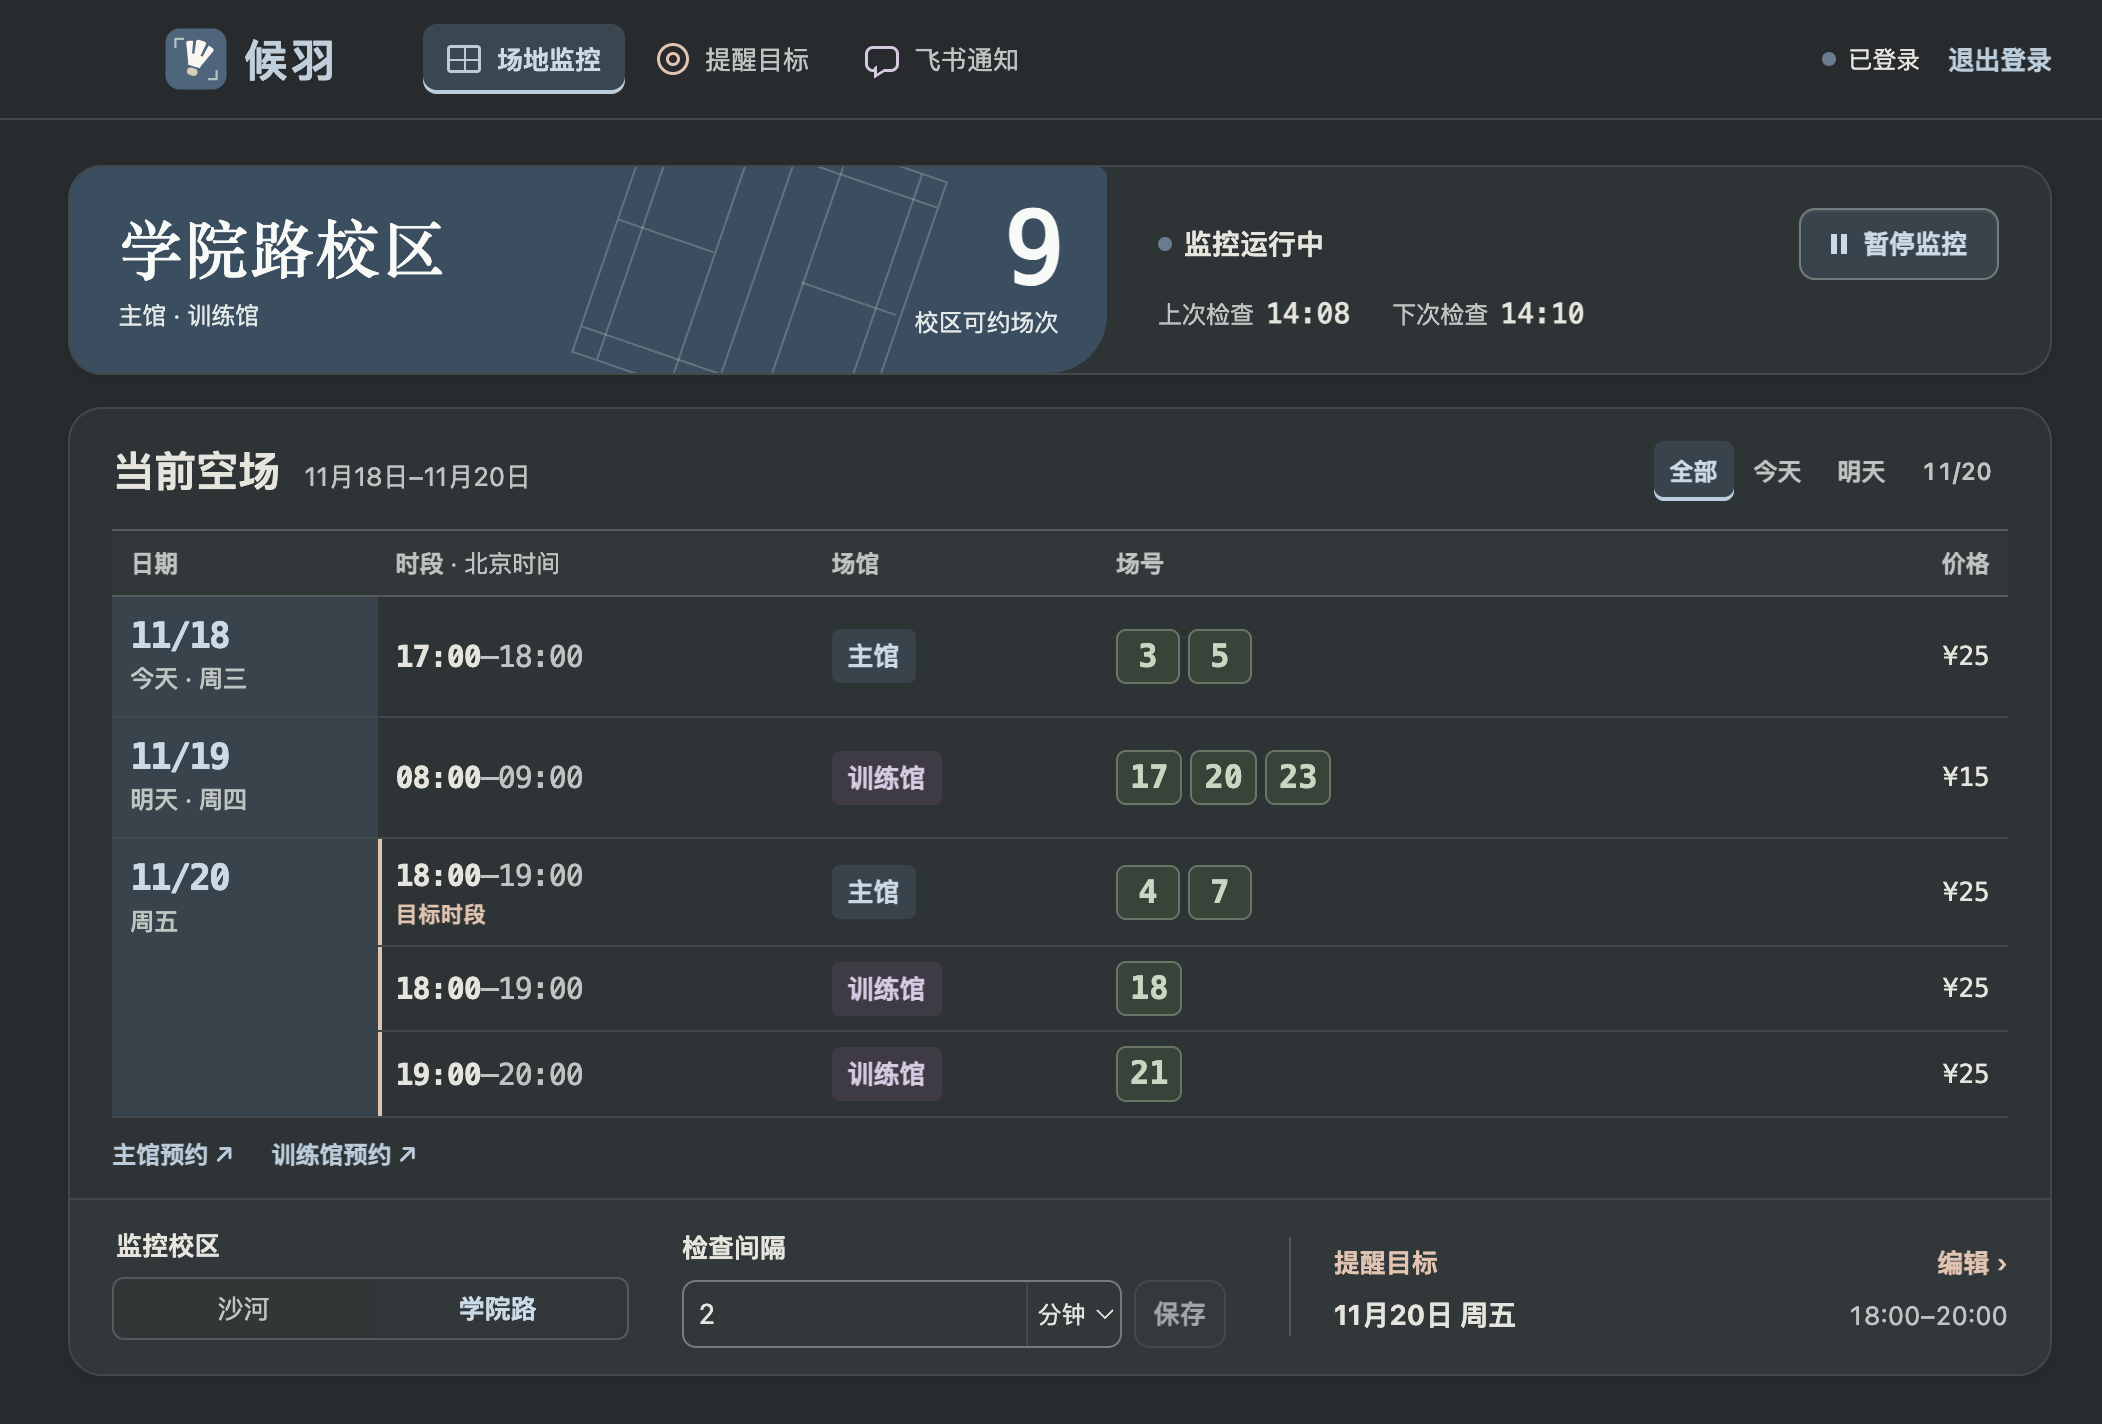 候羽
场地监控
提醒目标
飞书通知
已登录
退出登录
学院路校区
主馆 · 训练馆
9
校区可约场次
监控运行中
暂停监控
上次检查 14:08 下次检查 14:10
当前空场 11月18日–11月20日
全部 今天 明天 11/20
日期 时段 · 北京时间 场馆 场号 价格
11/18
今天 · 周三
17:00—18:00 主馆 3 5 ¥25
11/19
明天 · 周四
08:00—09:00 训练馆 17 20 23 ¥15
11/20
周五
18:00—19:00
目标时段
主馆 4 7 ¥25
18:00—19:00 训练馆 18 ¥25
19:00—20:00 训练馆 21 ¥25
主馆预约 ↗ 训练馆预约 ↗
监控校区
沙河 学院路
检查间隔
2 分钟 保存
提醒目标 编辑 ›
11月20日 周五 18:00–20:00